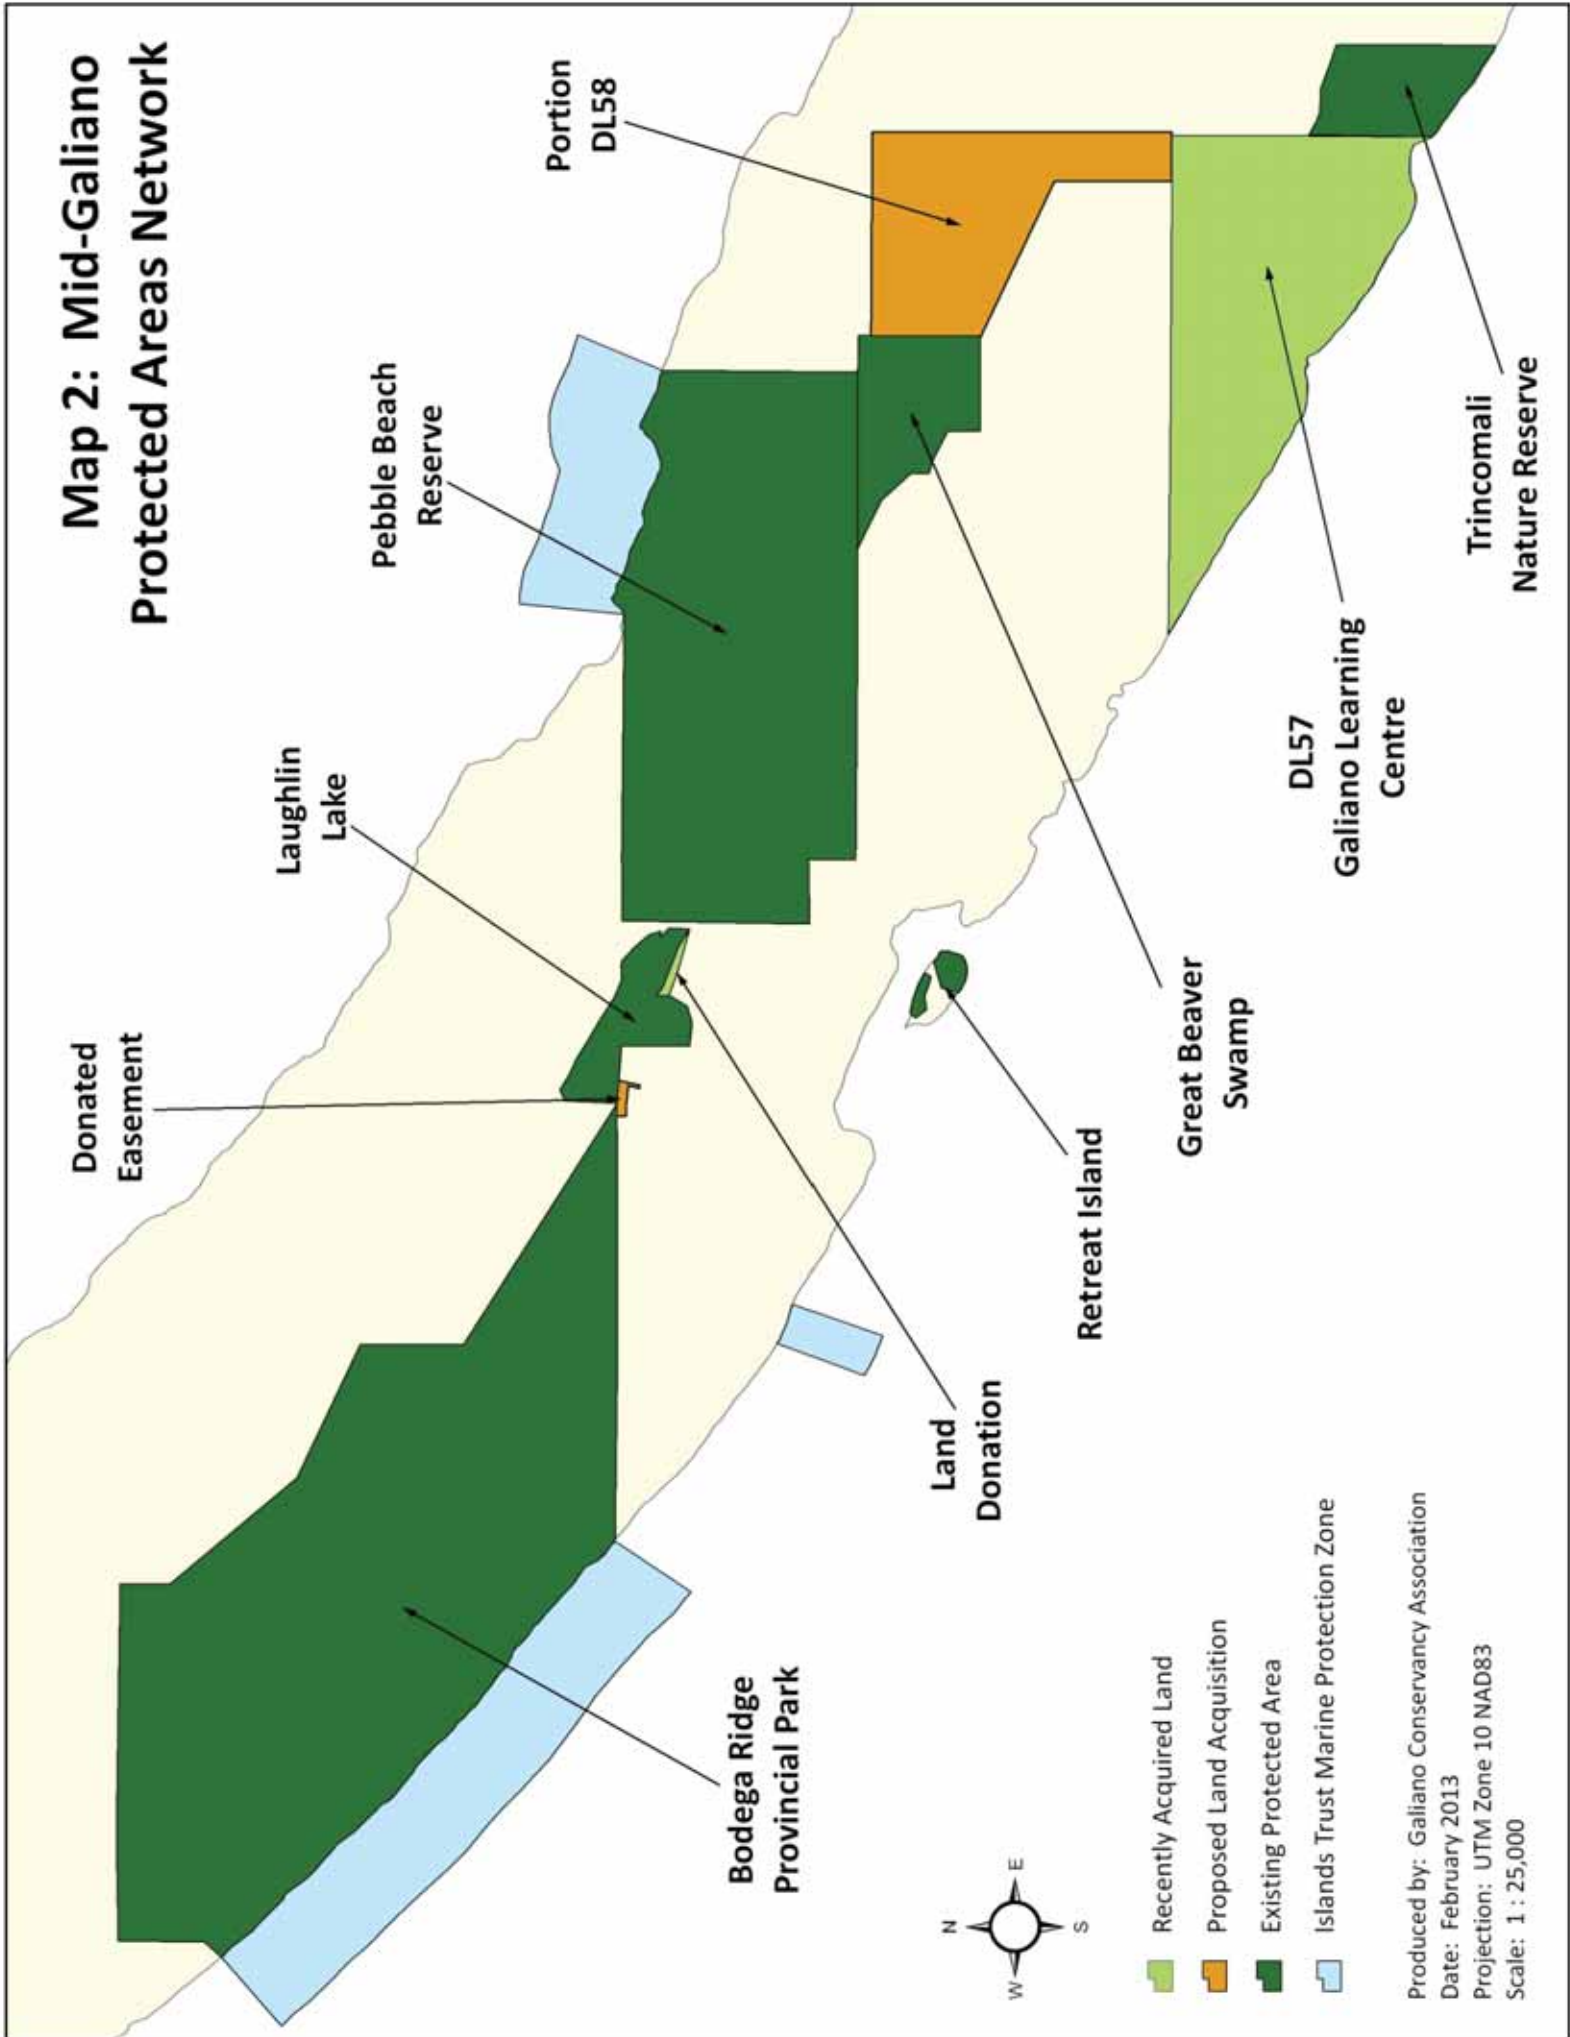 Map 2: Mid-Galiano
Protected Areas Network
Donated
Easement
Laughlin
Lake
Pebble Beach
Reserve
Portion
DL58
Bodega Ridge
Provincial Park
Land
Donation
Retreat Island
Great Beaver
Swamp
DL57
Galiano Learning
Centre
Trincomali
Nature Reserve
N
W
E
S
Recently Acquired Land
Proposed Land Acquisition
Existing Protected Area
Islands Trust Marine Protection Zone
Produced by: Galiano Conservancy Association
Date: February 2013
Projection: UTM Zone 10 NAD83
Scale: 1 : 25,000